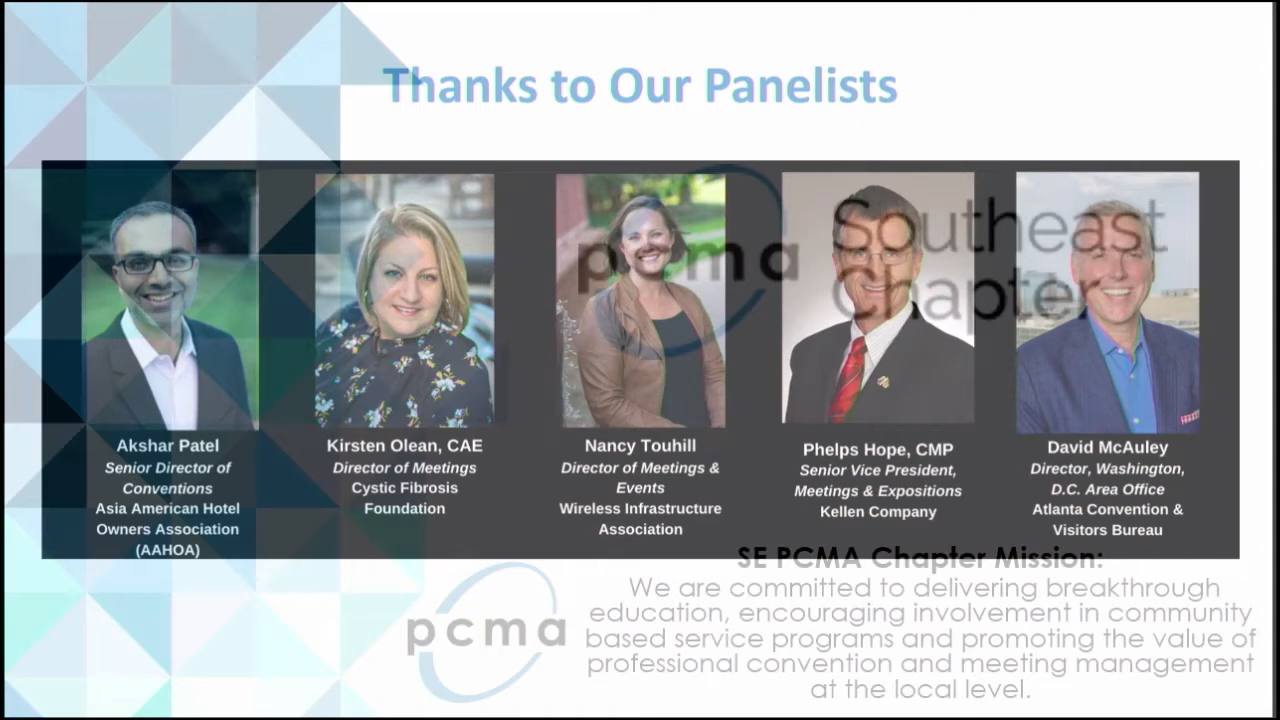 Thanks to Our Panelists
pcma
Southeast
Chapter
Akshar Patel
Senior Director of
Conventions
Asia American Hotel
Owners Association
(AAHOA)
Kirsten Olean, CAE
Director of Meetings
Cystic Fibrosis
Foundation
Nancy Touhill
Director of Meetings &
Events
Wireless Infrastructure
Association
Phelps Hope, CMP
Senior Vice President,
Meetings & Expositions
Kellen Company
David McAuley
Director, Washington,
D.C. Area Office
Atlanta Convention &
Visitors Bureau
pcma
SE PCMA Chapter Mission:
We are committed to delivering breakthrough
education, encouraging involvement in community
based service programs and promoting the value of
professional convention and meeting management
at the local level.